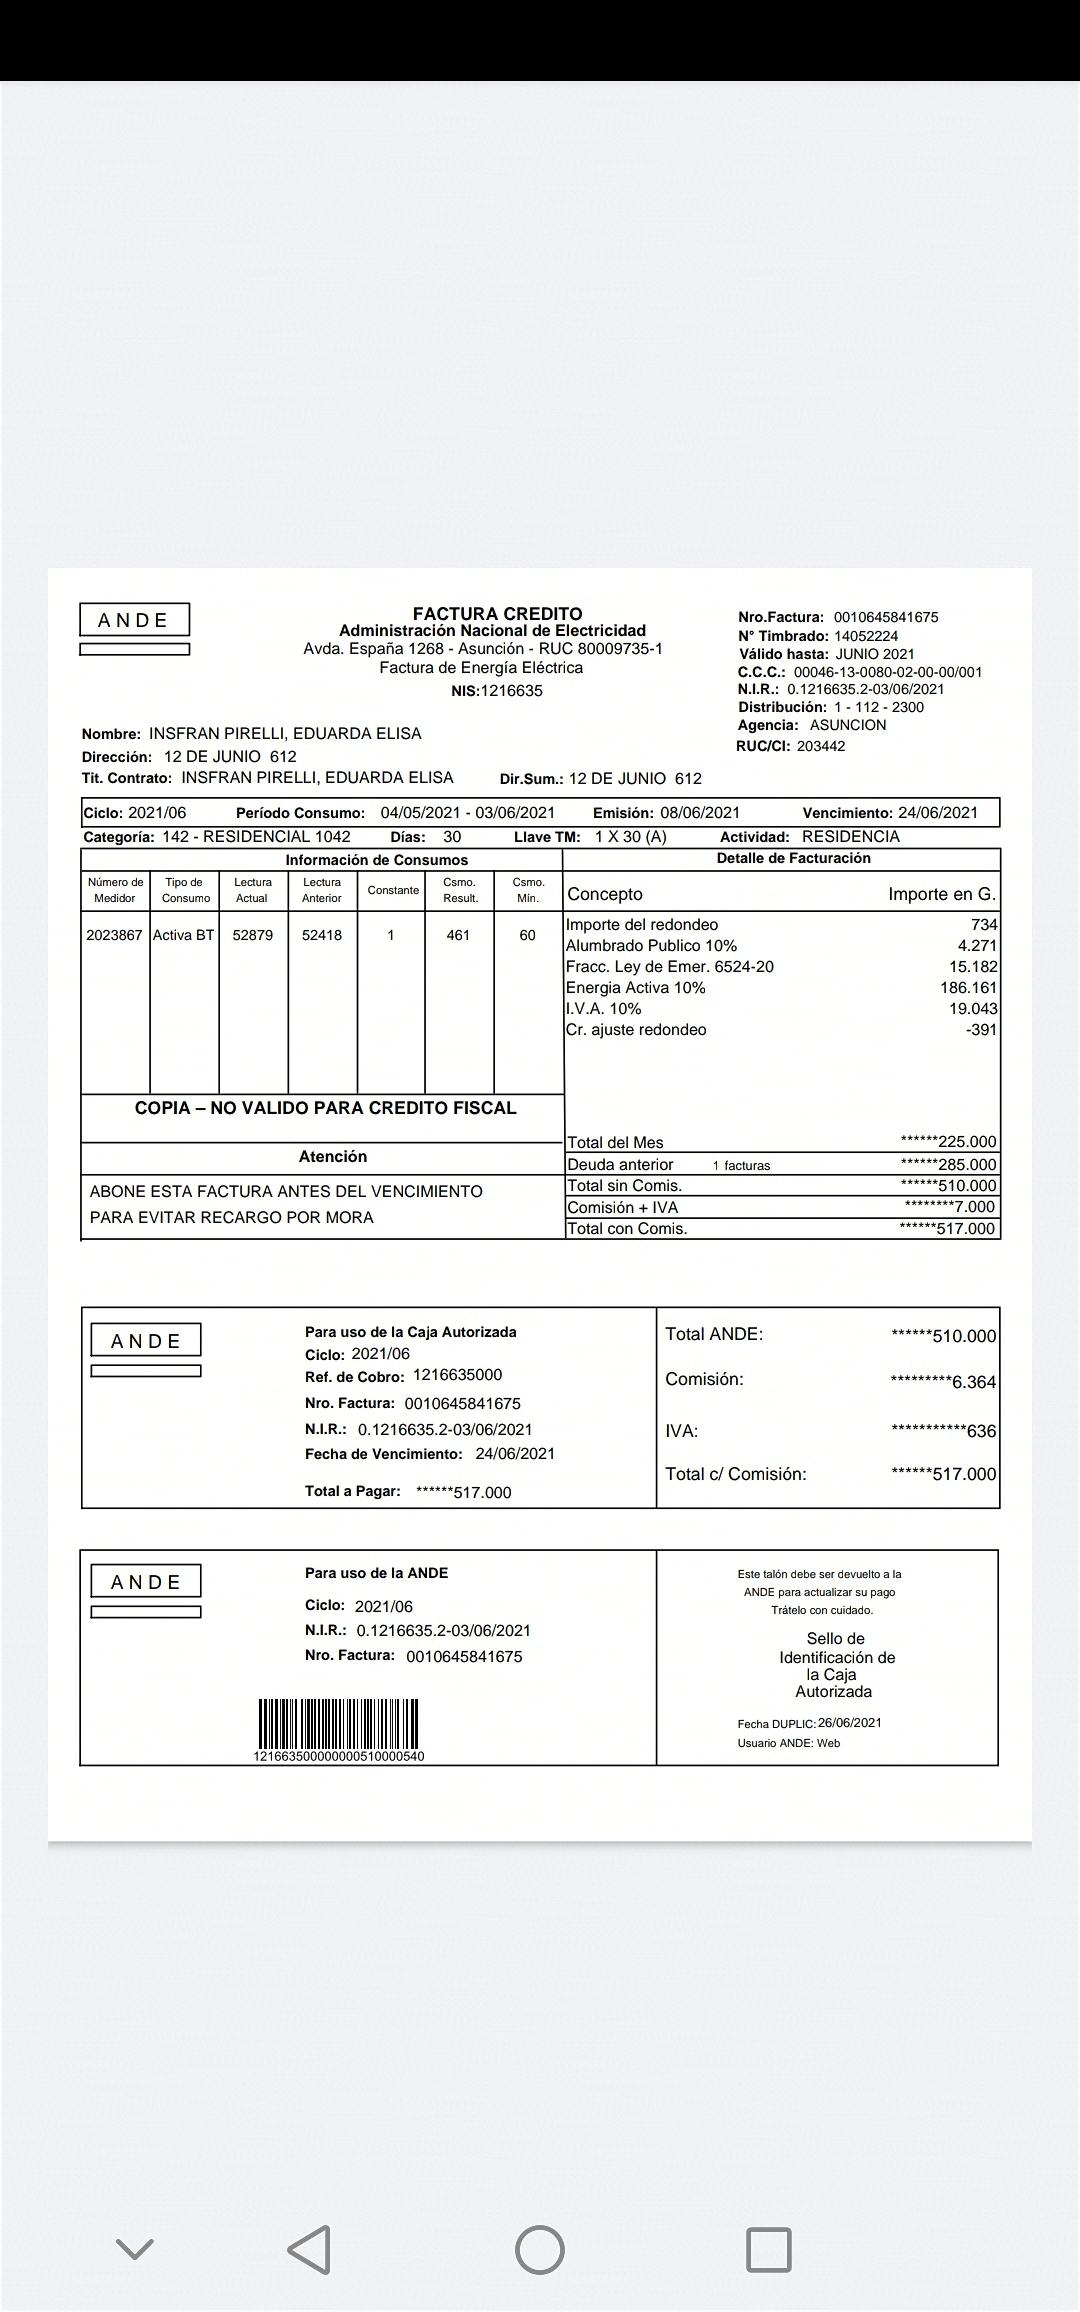 ANDE
FACTURA CREDITO
Administración Nacional de Electricidad
Avda. España 1268 - Asunción - RUC 80009735-1
Factura de Energía Eléctrica
NIS:1216635
Nro.Factura: 0010645841675
N° Timbrado: 14052224
Válido hasta: JUNIO 2021
C.C.C.: 00046-13-0080-02-00-00/001
N.I.R.: 0.1216635.2-03/06/2021
Distribución: 1 - 112 - 2300
Agencia: ASUNCION
RUC/CI: 203442
Nombre: INSFRAN PIRELLI, EDUARDA ELISA
Dirección: 12 DE JUNIO 612
Tit. Contrato: INSFRAN PIRELLI, EDUARDA ELISA Dir.Sum.: 12 DE JUNIO 612
Ciclo: 2021/06 Período Consumo: 04/05/2021 - 03/06/2021 Emisión: 08/06/2021 Vencimiento: 24/06/2021
Categoría: 142 - RESIDENCIAL 1042 Días: 30 Llave TM: 1 X 30 (A) Actividad: RESIDENCIA
Información de Consumos
Número de Medidor Tipo de Consumo Lectura Actual Lectura Anterior Constante Csmo. Result. Csmo. Mín.
2023867 Activa BT 52879 52418 1 461 60
COPIA – NO VALIDO PARA CREDITO FISCAL
Atención
ABONE ESTA FACTURA ANTES DEL VENCIMIENTO
PARA EVITAR RECARGO POR MORA
Detalle de Facturación
Concepto Importe en G.
Importe del redondeo 734
Alumbrado Publico 10% 4.271
Fracc. Ley de Emer. 6524-20 15.182
Energia Activa 10% 186.161
I.V.A. 10% 19.043
Cr. ajuste redondeo -391
Total del Mes ******225.000
Deuda anterior 1 facturas ******285.000
Total sin Comis. ******510.000
Comisión + IVA ********7.000
Total con Comis. ******517.000
ANDE
Para uso de la Caja Autorizada
Ciclo: 2021/06
Ref. de Cobro: 1216635000
Nro. Factura: 0010645841675
N.I.R.: 0.1216635.2-03/06/2021
Fecha de Vencimiento: 24/06/2021
Total a Pagar: ******517.000
Total ANDE: ******510.000
Comisión: *********6.364
IVA: ***********636
Total c/ Comisión: ******517.000
ANDE
Para uso de la ANDE
Ciclo: 2021/06
N.I.R.: 0.1216635.2-03/06/2021
Nro. Factura: 0010645841675
12166350000000510000540
Este talón debe ser devuelto a la
ANDE para actualizar su pago
Trátelo con cuidado.
Sello de
Identificación de
la Caja
Autorizada
Fecha DUPLIC: 26/06/2021
Usuario ANDE: Web